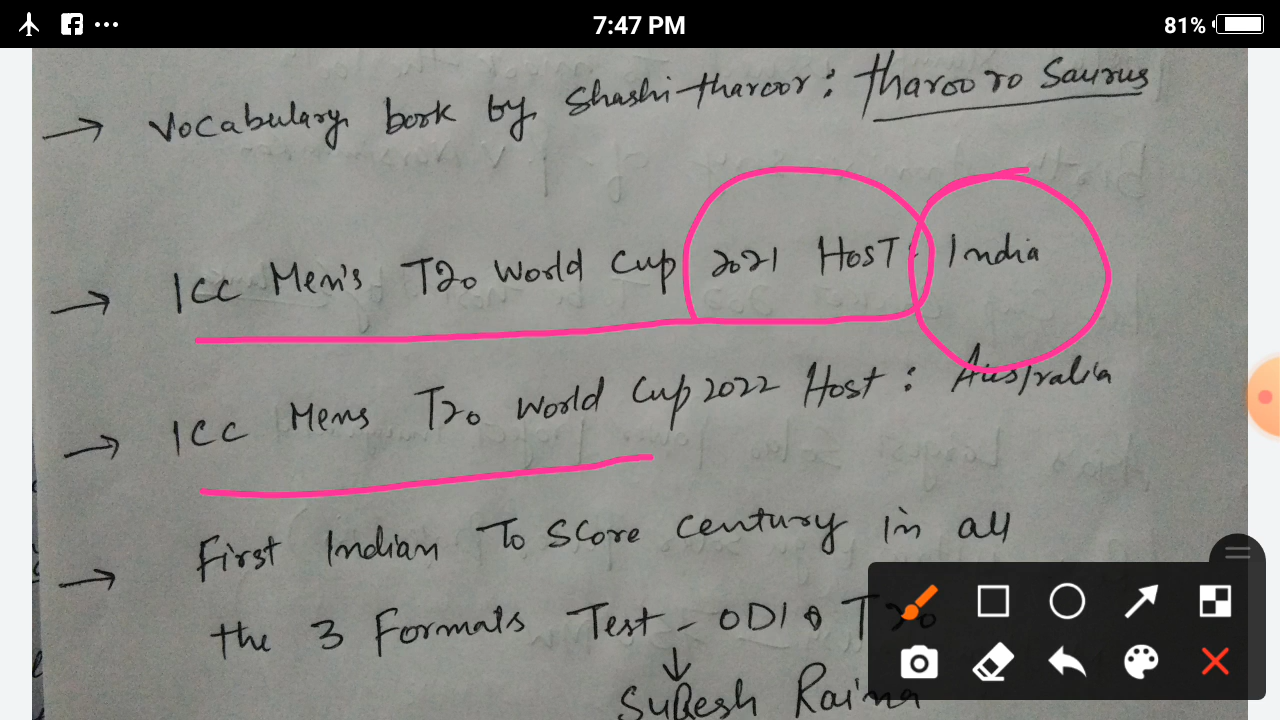 7:47 PM
81%
→ Vocabulary book by Shashi tharoor: tharooro Saurus
→ ICC Men's T20 World Cup 2021 HOST: India
→ ICC Mens T20 World Cup 2022 Host: Australia
→ First Indian To Score century in all
the 3 Formats Test - ODI & T20
↓
SuResh Raina